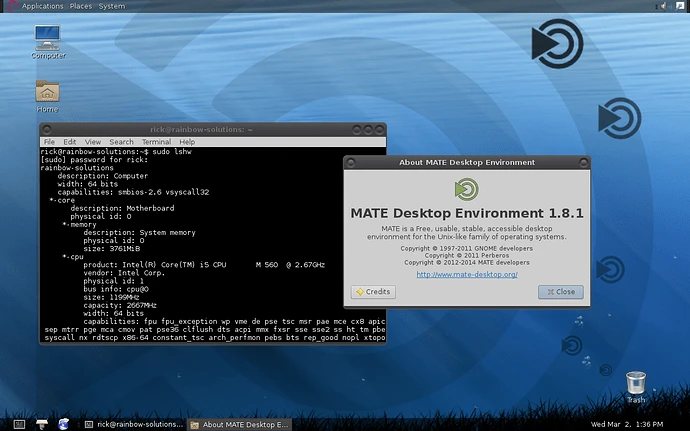 Applications Places System
Computer
Home
rick@rainbow-solutions: ~
File Edit View Search Terminal Help
rick@rainbow-solutions:~$ sudo lshw
[sudo] password for rick:
rainbow-solutions
description: Computer
width: 64 bits
capabilities: smbios-2.6 vsyscall32
*-core
description: Motherboard
physical id: 0
*-memory
description: System memory
physical id: 0
size: 3761MiB
*-cpu
product: Intel(R) Core(TM) i5 CPU M 560 @ 2.67GHz
vendor: Intel Corp.
physical id: 1
bus info: cpu@0
size: 1199MHz
capacity: 2667MHz
width: 64 bits
capabilities: fpu fpu_exception wp vme de pse tsc msr pae mce cx8 apic
sep mtrr pge mca cmov pat pse36 clflush dts acpi mmx fxsr sse sse2 ss ht tm pbe
syscall nx rdtscp x86-64 constant_tsc arch_perfmon pebs bts rep_good nopl xtopo
About MATE Desktop Environment
MATE Desktop Environment 1.8.1
MATE is a Free, usable, stable, accessible desktop
environment for the Unix-like family of operating systems.
Copyright © 1997-2011 GNOME developers
Copyright © 2011 Perberos
Copyright © 2012-2014 MATE developers
http://www.mate-desktop.org/
Credits
Close
Trash
rick@rainbow-solutions...
About MATE Desktop E...
Wed Mar 2, 1:36 PM